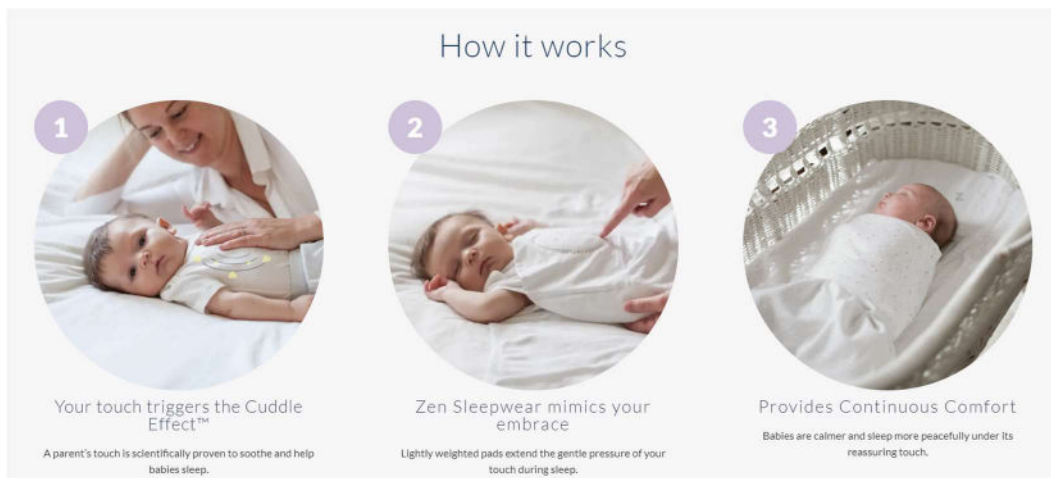 How it works
1
2
3
Your touch triggers the Cuddle
Effect™
A parent's touch is scientifically proven to soothe and help
babies sleep.
Zen Sleepwear mimics your
embrace
Lightly weighted pads extend the gentle pressure of your
touch during sleep.
Provides Continuous Comfort
Babies are calmer and sleep more peacefully under its
reassuring touch.